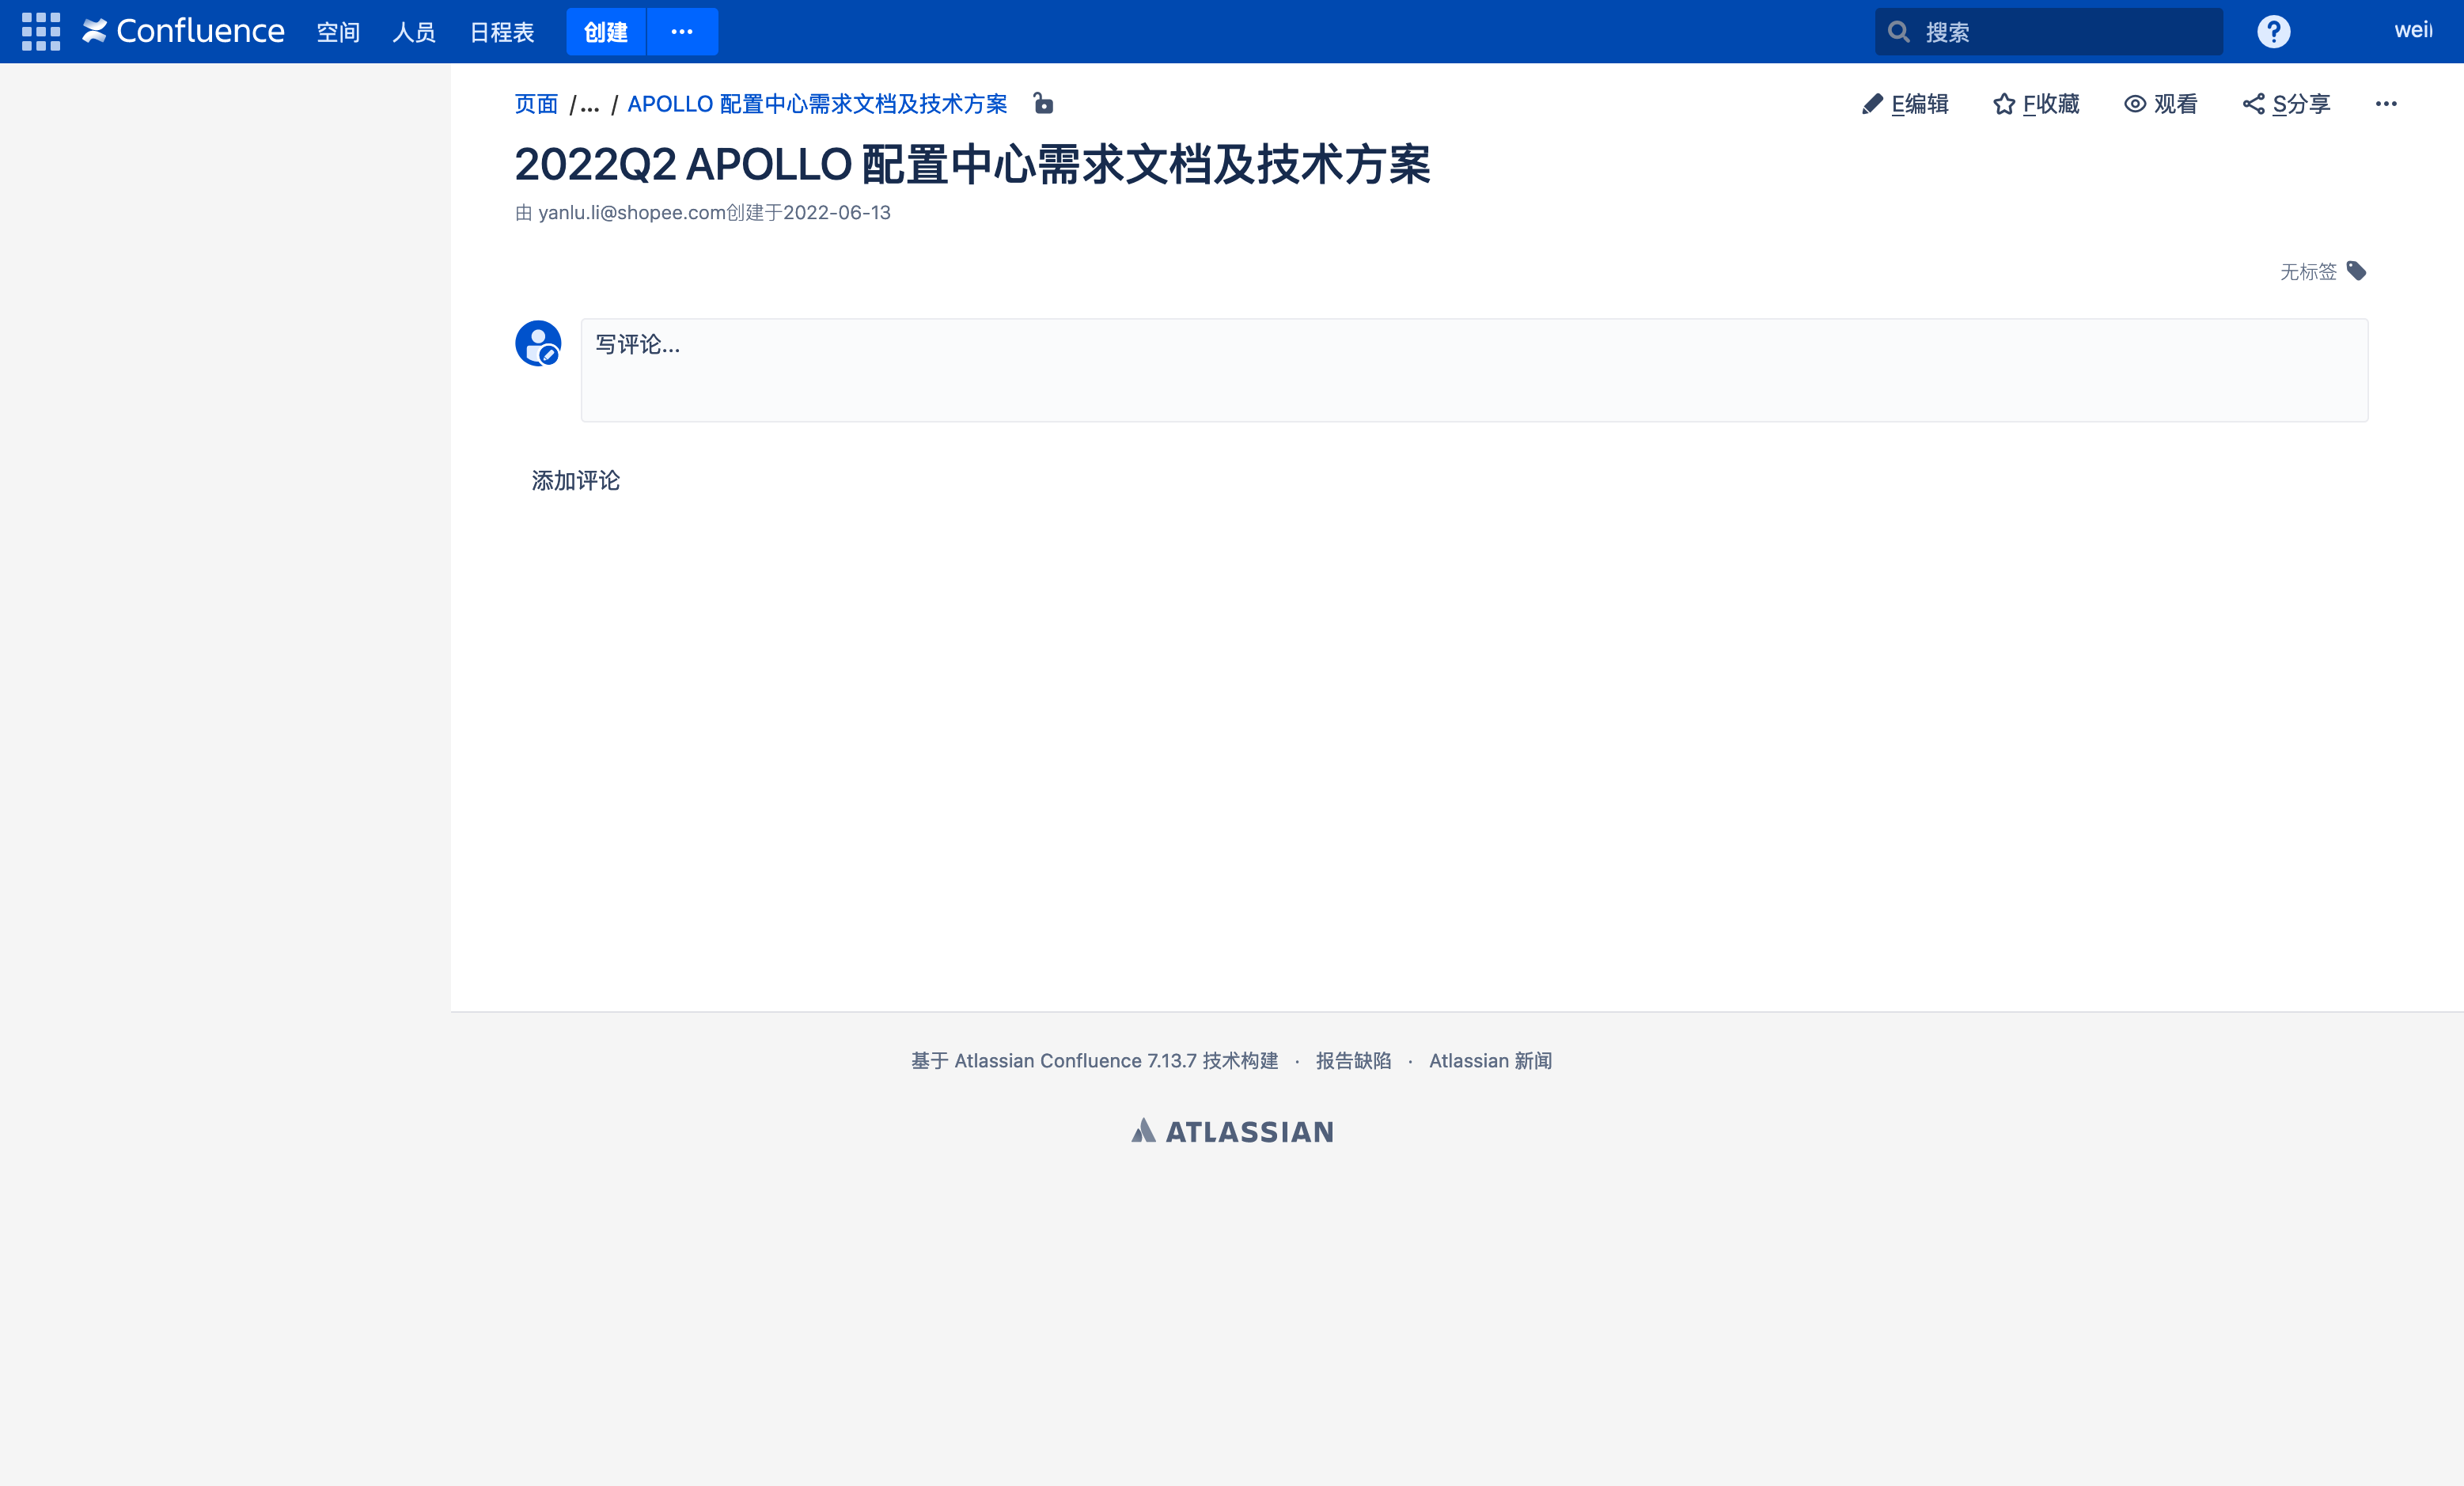 Confluence 空间 人员 日程表 创建 ··· 搜索 weii
页面 /... / APOLLO 配置中心需求文档及技术方案 E编辑 F收藏 观看 S分享 ···
2022Q2 APOLLO 配置中心需求文档及技术方案
由 yanlu.li@shopee.com创建于2022-06-13
无标签
写评论...
添加评论
基于 Atlassian Confluence 7.13.7 技术构建 · 报告缺陷 · Atlassian 新闻
ATLASSIAN